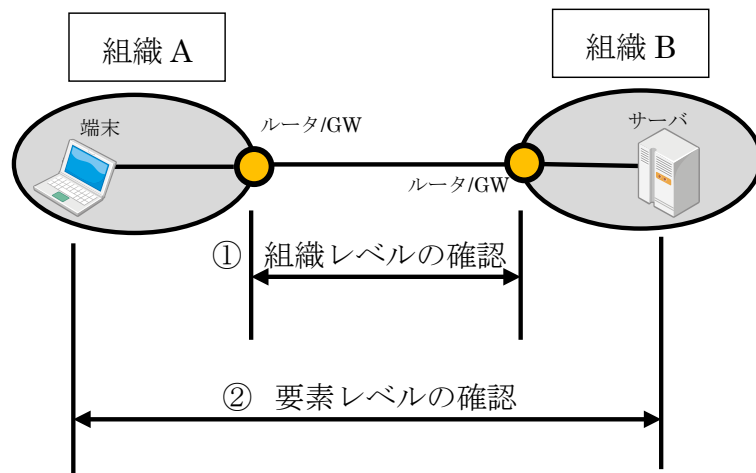 組織 A
組織 B
端末
ルータ/GW
サーバ
ルータ/GW
① 組織レベルの確認
② 要素レベルの確認